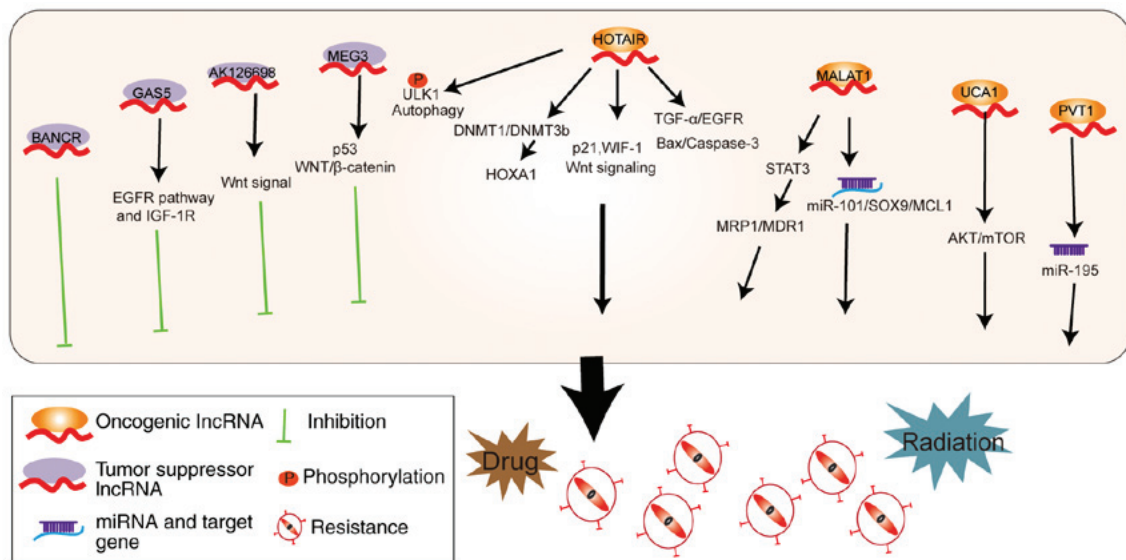 BANCR
GAS5
EGFR pathway
and IGF-1R
AK126698
Wnt signal
MEG3
p53
WNT/β-catenin
P
ULK1
Autophagy
HOTAIR
DNMT1/DNMT3b
HOXA1
p21,WIF-1
Wnt signaling
TGF-α/EGFR
Bax/Caspase-3
MALAT1
STAT3
MRP1/MDR1
miR-101/SOX9/MCL1
UCA1
AKT/mTOR
PVT1
miR-195
Oncogenic lncRNA
Inhibition
Tumor suppressor
lncRNA
P
Phosphorylation
miRNA and target
gene
Resistance
Drug
Radiation